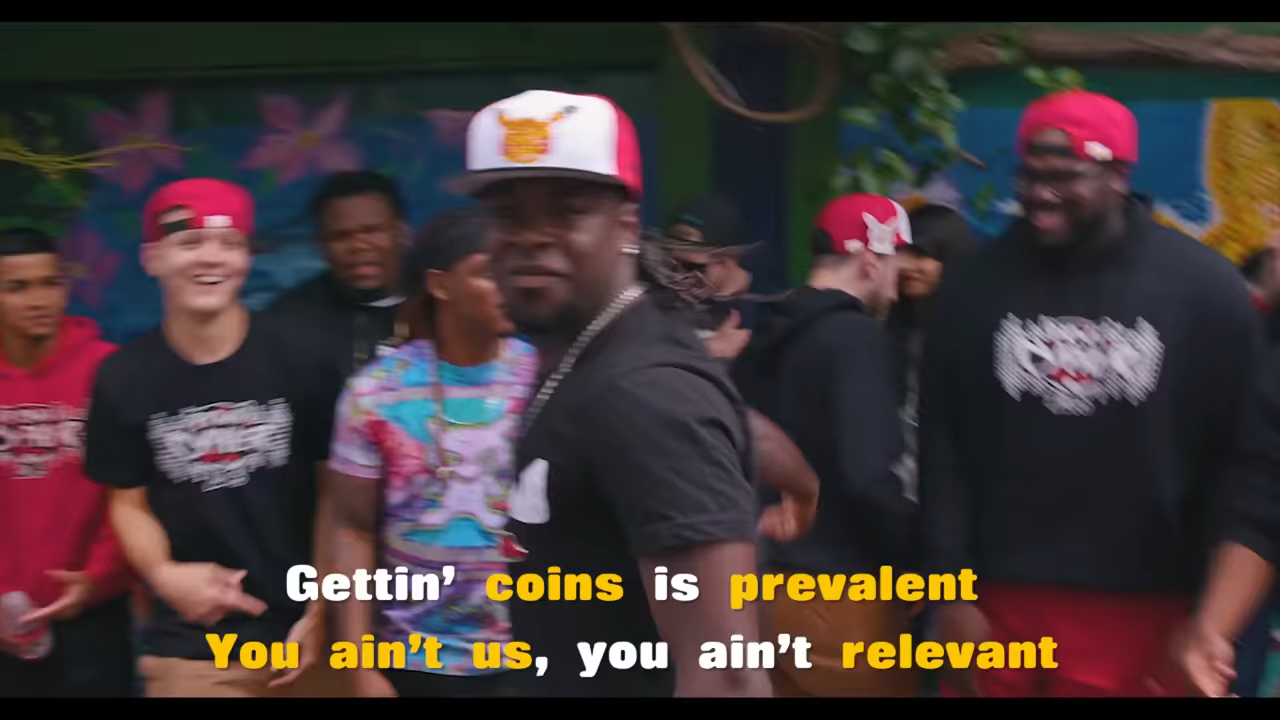 Gettin’ coins is prevalent
You ain’t us, you ain’t relevant